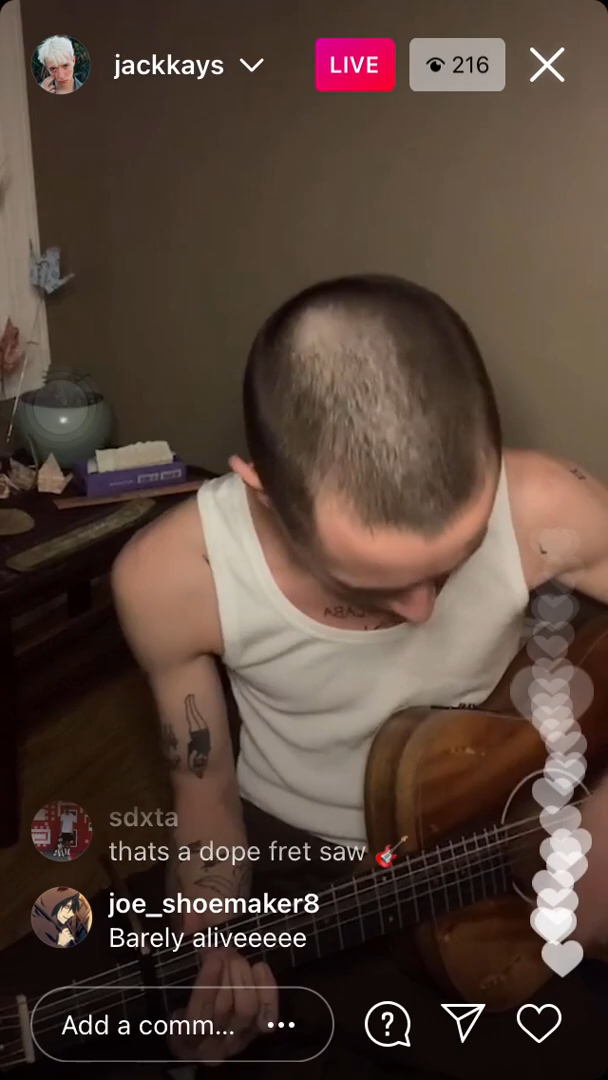 jackkays
LIVE
216
sdxta
thats a dope fret saw 🎸
joe_shoemaker8
Barely aliveeeee
Add a comm...